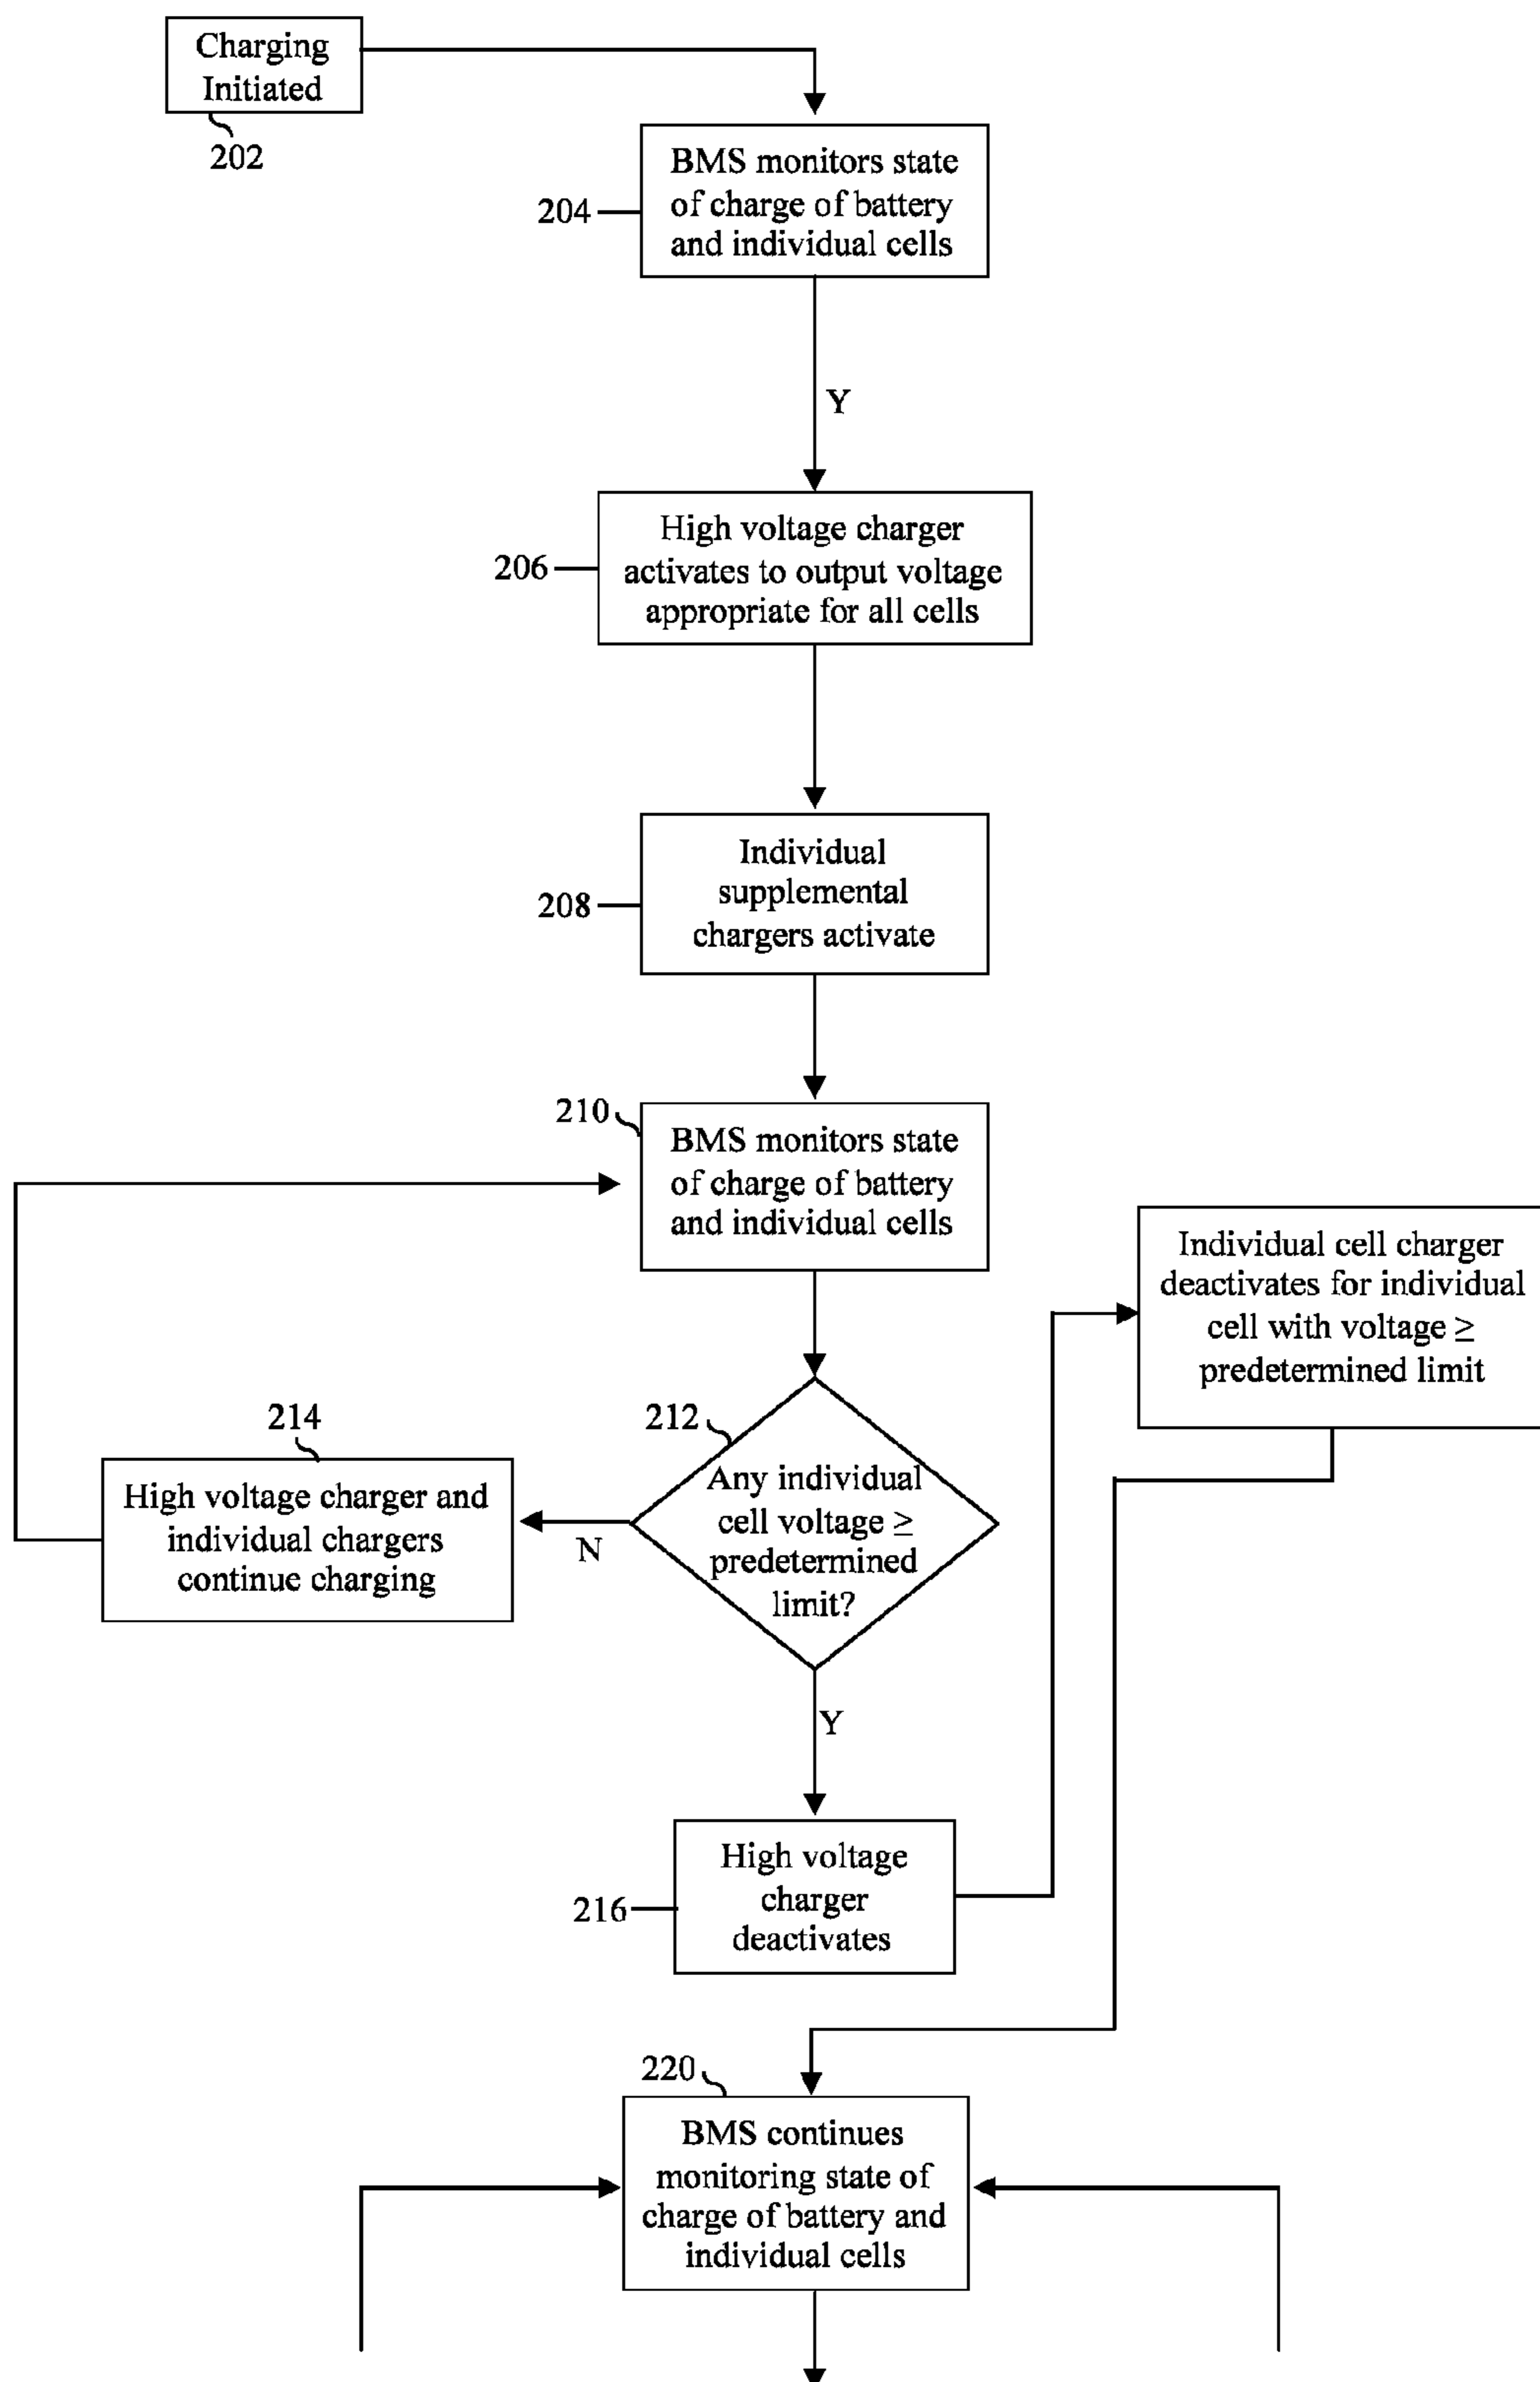 Charging
Initiated
202
BMS monitors state
of charge of battery
and individual cells
204
Y
High voltage charger
activates to output voltage
appropriate for all cells
206
Individual
supplemental
chargers activate
208
210
BMS monitors state
of charge of battery
and individual cells
Individual cell charger
deactivates for individual
cell with voltage ≥
predetermined limit
212
Any individual
cell voltage ≥
predetermined
limit?
N
214
High voltage charger and
individual chargers
continue charging
Y
High voltage
charger
deactivates
216
220
BMS continues
monitoring state of
charge of battery and
individual cells